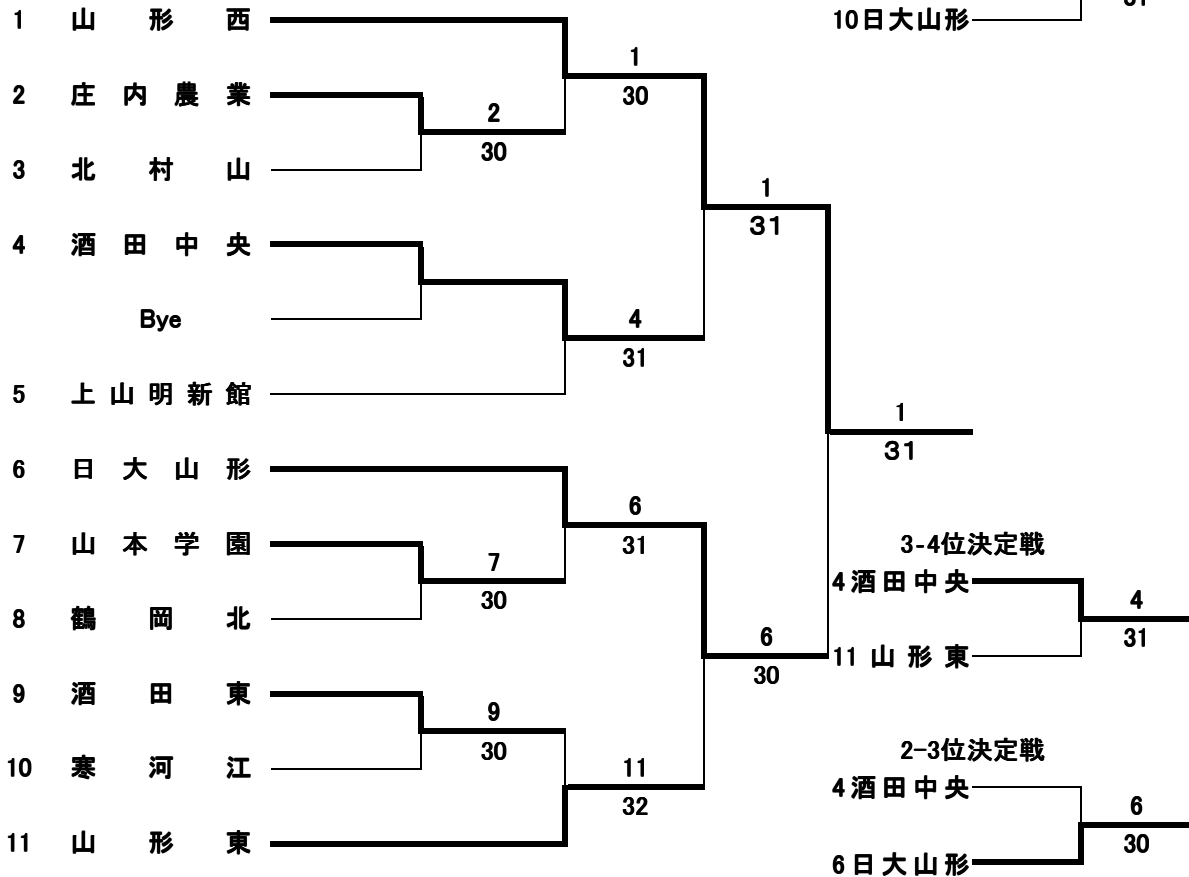 1 山形西
2 庄内農業
3 北村山
4 酒田中央
Bye
5 上山明新館
6 日大山形
7 山本学園
8 鶴岡北
9 酒田東
10 寒河江
11 山形東
2
30
7
30
9
30
1
30
4
31
6
31
11
32
1
31
6
30
1
31
10日大山形
3-4位決定戦
4酒田中央
11山形東
4
31
2-3位決定戦
4酒田中央
6日大山形
6
30